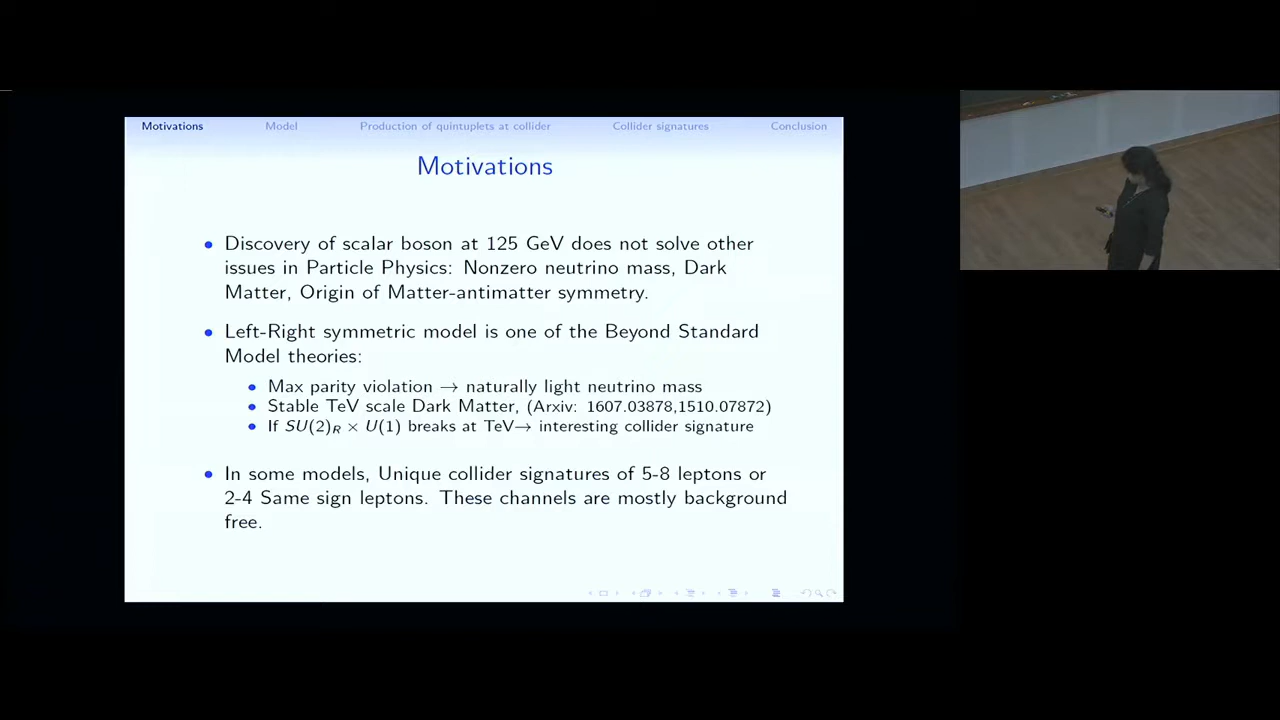 Motivations Model Production of quintuplets at collider Collider signatures Conclusion
Motivations
• Discovery of scalar boson at 125 GeV does not solve other
issues in Particle Physics: Nonzero neutrino mass, Dark
Matter, Origin of Matter-antimatter symmetry.
• Left-Right symmetric model is one of the Beyond Standard
Model theories:
• Max parity violation → naturally light neutrino mass
• Stable TeV scale Dark Matter, (Arxiv: 1607.03878,1510.07872)
• If SU(2)_R × U(1) breaks at TeV→ interesting collider signature
• In some models, Unique collider signatures of 5-8 leptons or
2-4 Same sign leptons. These channels are mostly background
free.